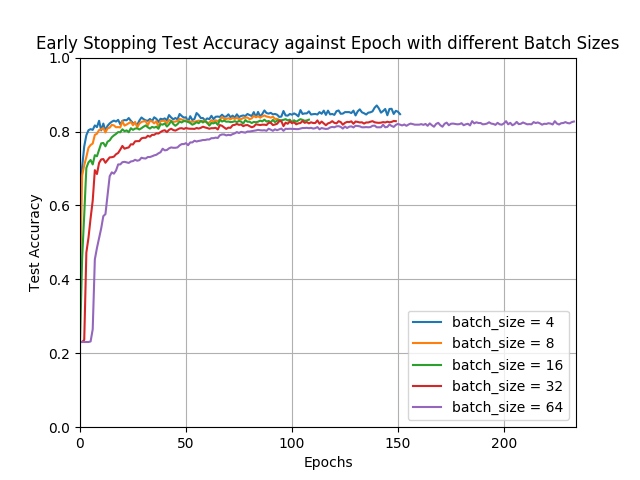 Early Stopping Test Accuracy against Epoch with different Batch Sizes
1.0
0.8
0.6
0.4
0.2
0.0
Test Accuracy
0 50 100 150 200
Epochs
batch_size = 4
batch_size = 8
batch_size = 16
batch_size = 32
batch_size = 64